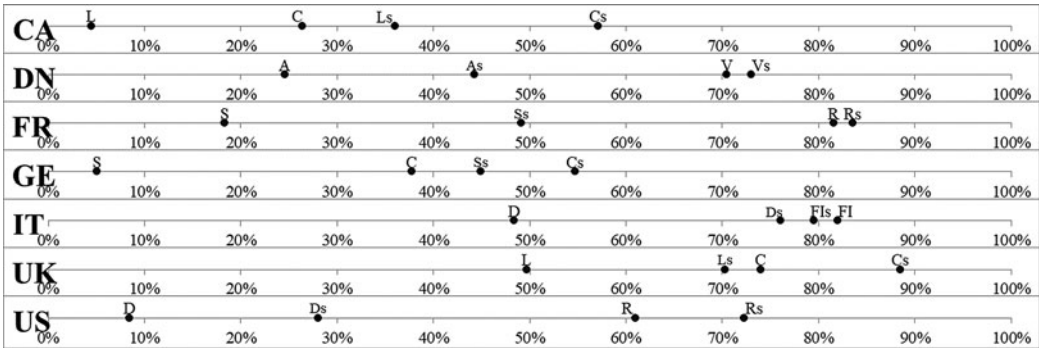 L C Ls Cs
CA
0% 10% 20% 30% 40% 50% 60% 70% 80% 90% 100%
A As V Vs
DN
0% 10% 20% 30% 40% 50% 60% 70% 80% 90% 100%
S Ss R Rs
FR
0% 10% 20% 30% 40% 50% 60% 70% 80% 90% 100%
S C Ss Cs
GE
0% 10% 20% 30% 40% 50% 60% 70% 80% 90% 100%
D Ds FIs FI
IT
0% 10% 20% 30% 40% 50% 60% 70% 80% 90% 100%
L Ls C Cs
UK
0% 10% 20% 30% 40% 50% 60% 70% 80% 90% 100%
D Ds R Rs
US
0% 10% 20% 30% 40% 50% 60% 70% 80% 90% 100%